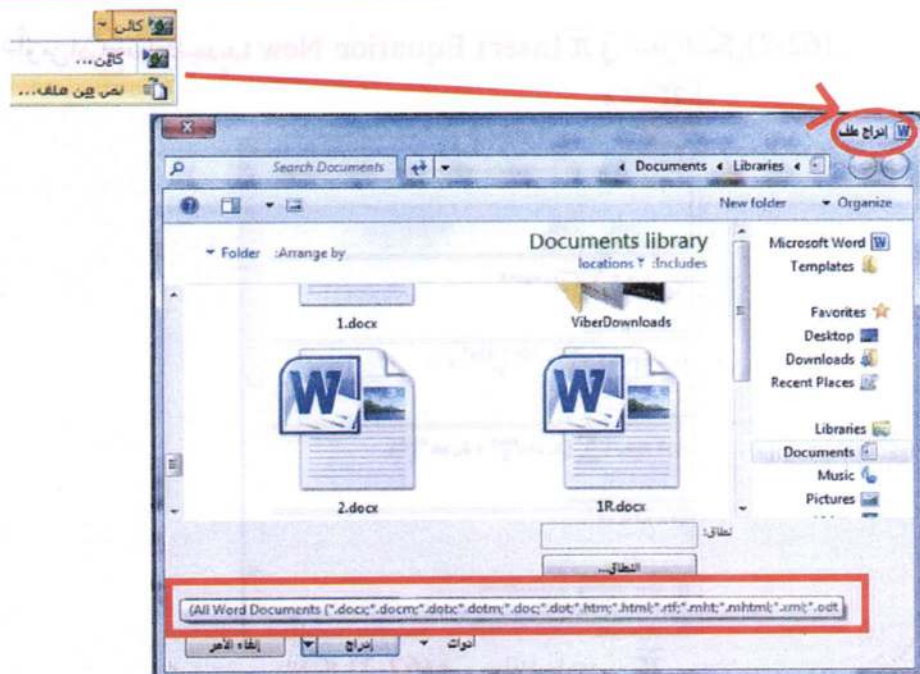 كائن
كائن...
نص من ملف...
إدراج ملف
Search Documents
Documents
Libraries
New folder
Organize
Folder
Arrange by:
Documents library
Includes:
locations
Microsoft Word
Templates
Favorites
Desktop
Downloads
Recent Places
Libraries
Documents
Music
Pictures
1.docx
ViberDownloads
2.docx
1R.docx
نطاق:
النطاق...
(All Word Documents (*.docx;*.docm;*.dotx;*.dotm;*.doc;*.dot;*.htm;*.html;*.rtf;*.mht;*.mhtml;*.xml;*.odt
أدوات
إدراج
إلغاء الأمر